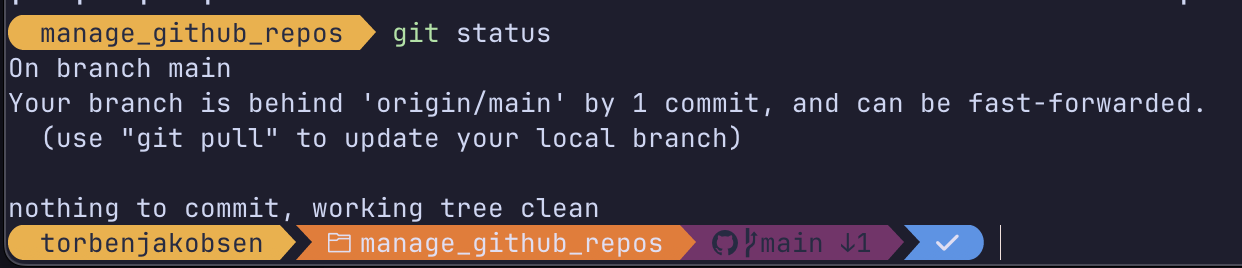 manage_github_repos git status
On branch main
Your branch is behind 'origin/main' by 1 commit, and can be fast-forwarded.
(use "git pull" to update your local branch)
nothing to commit, working tree clean
torbenjakobsen manage_github_repos main ↓1 ✓